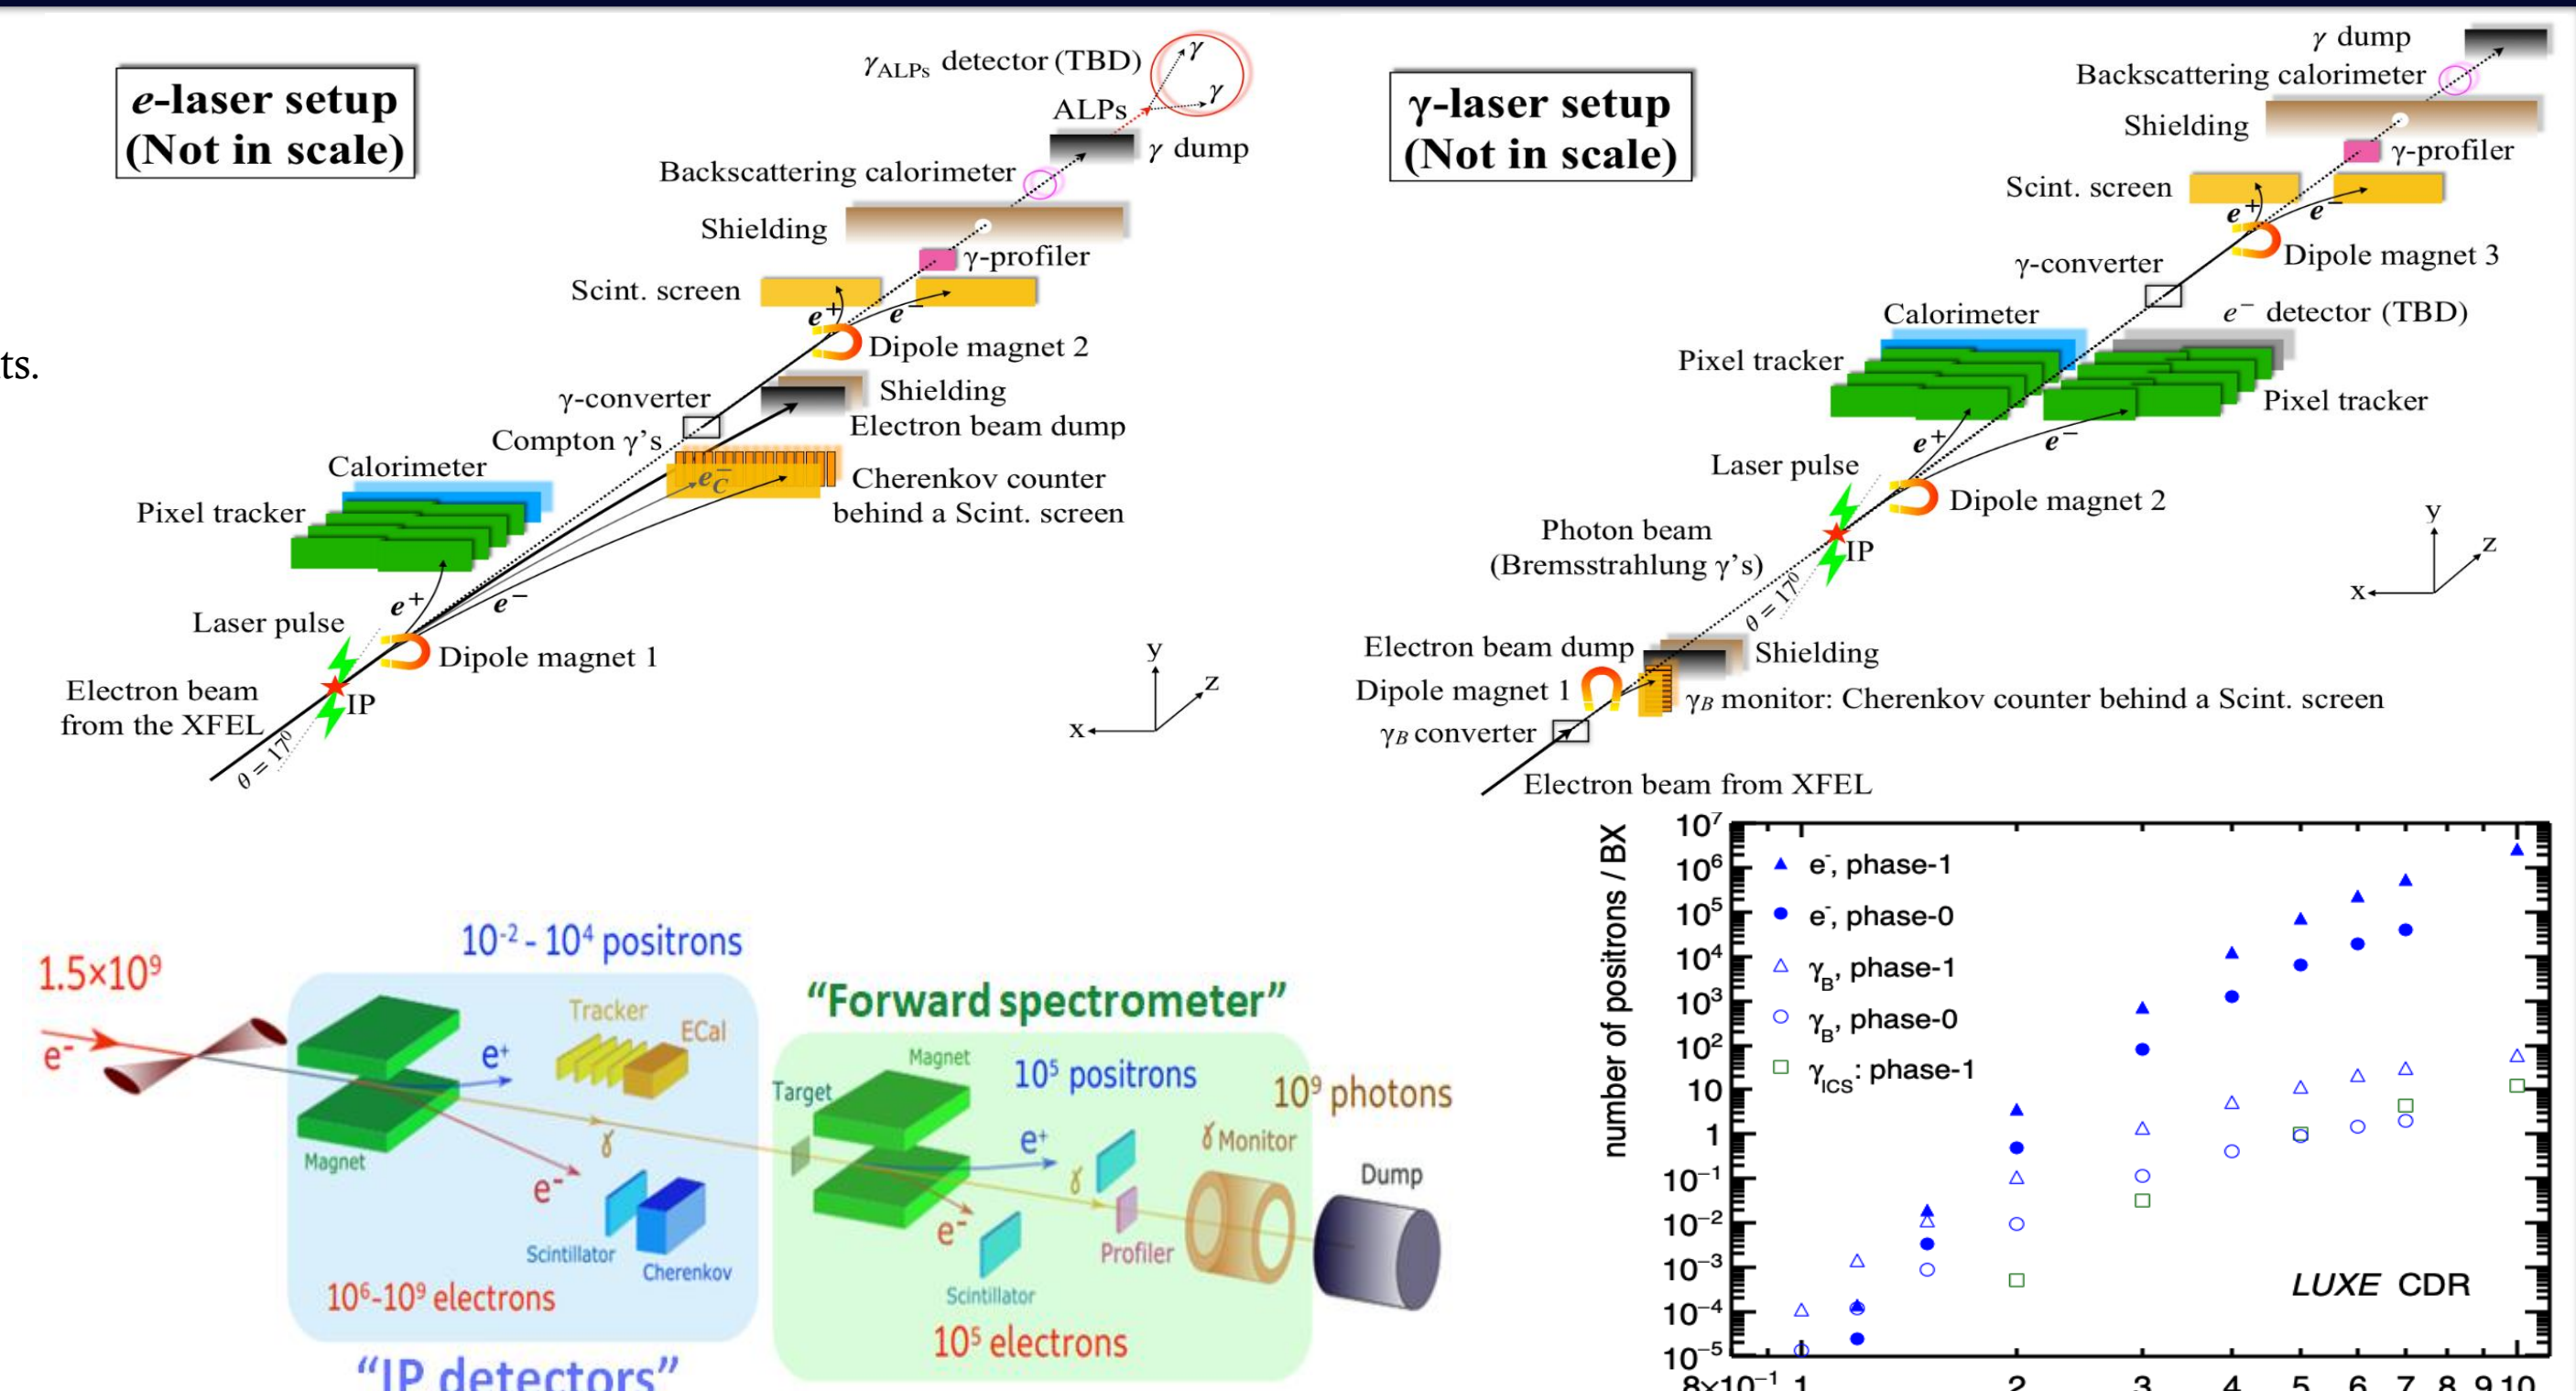 ts.
e-laser setup
(Not in scale)
γALPs detector (TBD)
γ
γ
ALPs
γ dump
Backscattering calorimeter
Shielding
γ-profiler
Scint. screen
e+
e−
Dipole magnet 2
Shielding
γ-converter
Electron beam dump
Compton γ's
Calorimeter
eC−
Cherenkov counter
behind a Scint. screen
Pixel tracker
e+
e−
Laser pulse
Dipole magnet 1
Electron beam
from the XFEL
IP
θ = 17⁰
y
z
x
γ-laser setup
(Not in scale)
γ dump
Backscattering calorimeter
Shielding
γ-profiler
Scint. screen
e+
e−
Dipole magnet 3
γ-converter
e− detector (TBD)
Calorimeter
Pixel tracker
Pixel tracker
e+
e−
Laser pulse
Dipole magnet 2
Photon beam
(Bremsstrahlung γ's)
IP
θ = 17⁰
Electron beam dump
Shielding
Dipole magnet 1
γB monitor: Cherenkov counter behind a Scint. screen
γB converter
Electron beam from XFEL
y
z
x
1.5×10⁹
e-
10⁻² - 10⁴ positrons
Tracker
ECal
e+
Magnet
γ
e-
Scintillator
Cherenkov
10⁶-10⁹ electrons
"IP detectors"
"Forward spectrometer"
Magnet
Target
10⁵ positrons
10⁹ photons
e+
γ
γ Monitor
e-
Profiler
Scintillator
Dump
10⁵ electrons
number of positrons / BX
10⁷
10⁶
10⁵
10⁴
10³
10²
10
1
10⁻¹
10⁻²
10⁻³
10⁻⁴
10⁻⁵
e-, phase-1
e-, phase-0
γB, phase-1
γB, phase-0
γICS: phase-1
LUXE CDR
8×10⁻¹ 1 2 3 4 5 6 7 8 9 10